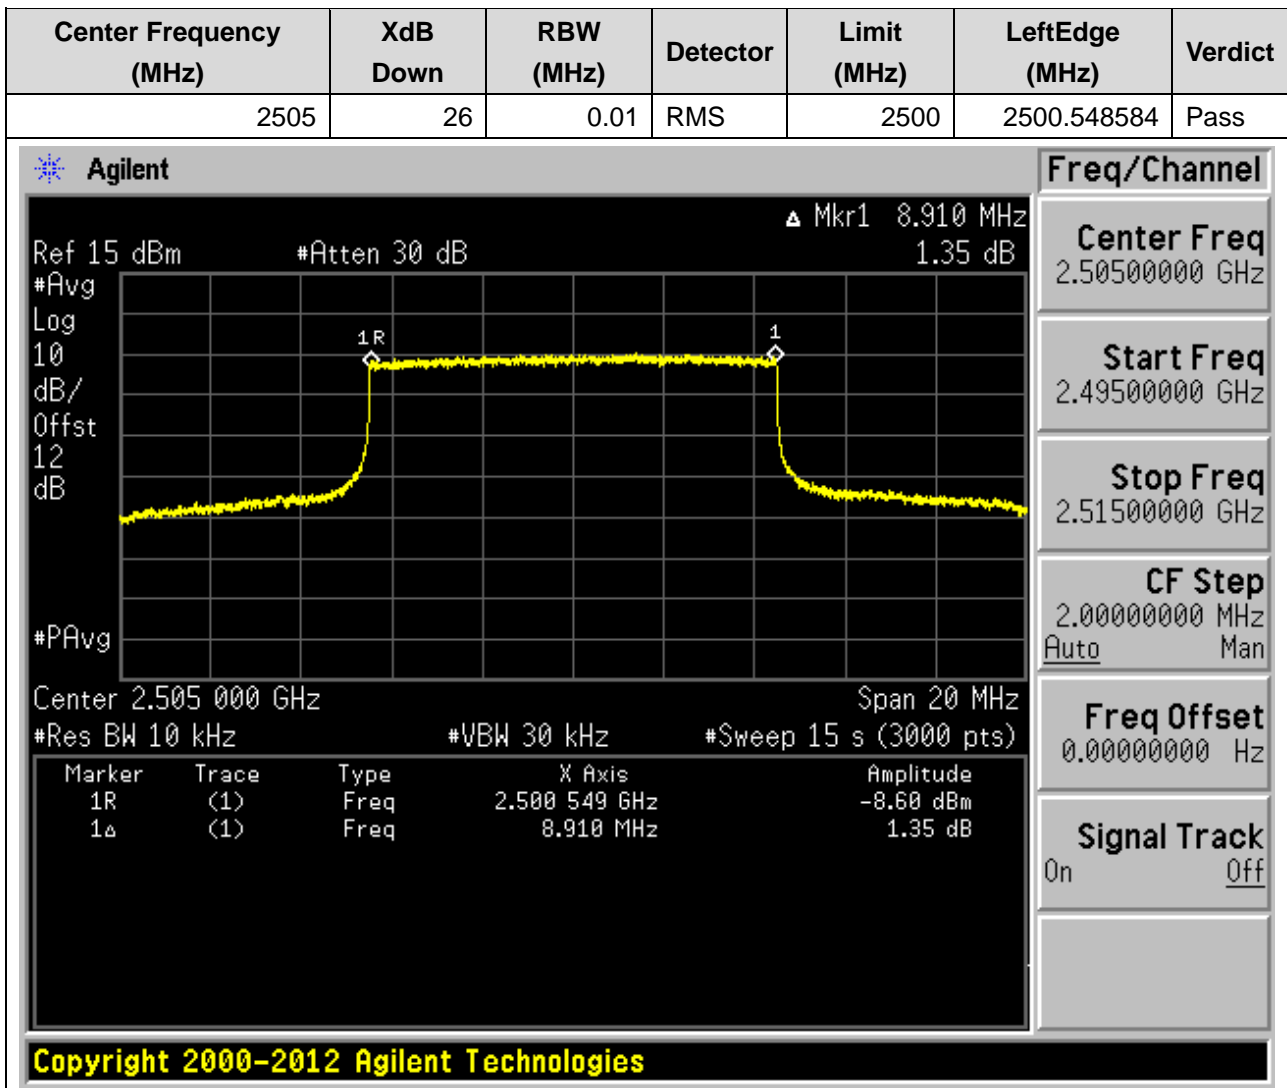 Center Frequency (MHz) XdB Down RBW (MHz) Detector Limit (MHz) LeftEdge (MHz) Verdict
2505 26 0.01 RMS 2500 2500.548584 Pass
Agilent
Freq/Channel
Δ Mkr1 8.910 MHz
Ref 15 dBm #Atten 30 dB 1.35 dB
#Avg
Log
10
dB/
Offst
12
dB
1R
1
#PAvg
Center 2.505 000 GHz Span 20 MHz
#Res BW 10 kHz #VBW 30 kHz #Sweep 15 s (3000 pts)
Marker Trace Type X Axis Amplitude
1R (1) Freq 2.500 549 GHz -8.60 dBm
1Δ (1) Freq 8.910 MHz 1.35 dB
Center Freq
2.50500000 GHz
Start Freq
2.49500000 GHz
Stop Freq
2.51500000 GHz
CF Step
2.00000000 MHz
Auto Man
Freq Offset
0.00000000 Hz
Signal Track
On Off
Copyright 2000-2012 Agilent Technologies